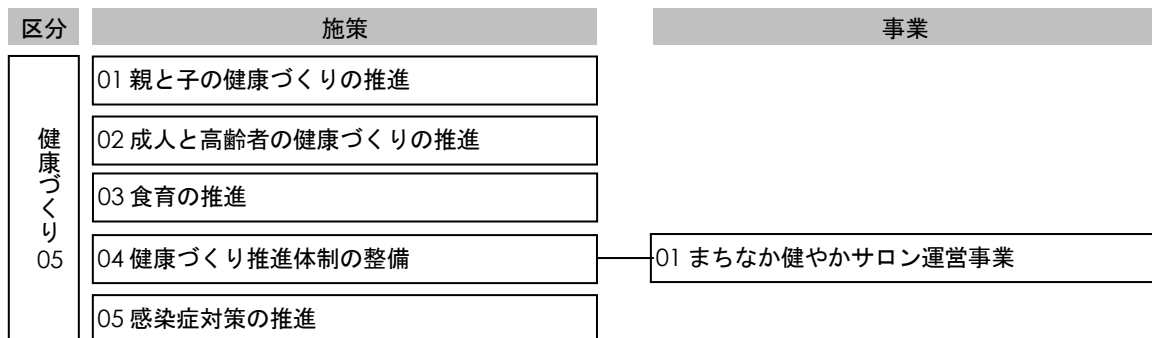 区分 施策 事業
健康づくり 05
01 親と子の健康づくりの推進
02 成人と高齢者の健康づくりの推進
03 食育の推進
04 健康づくり推進体制の整備 01 まちなか健やかサロン運営事業
05 感染症対策の推進